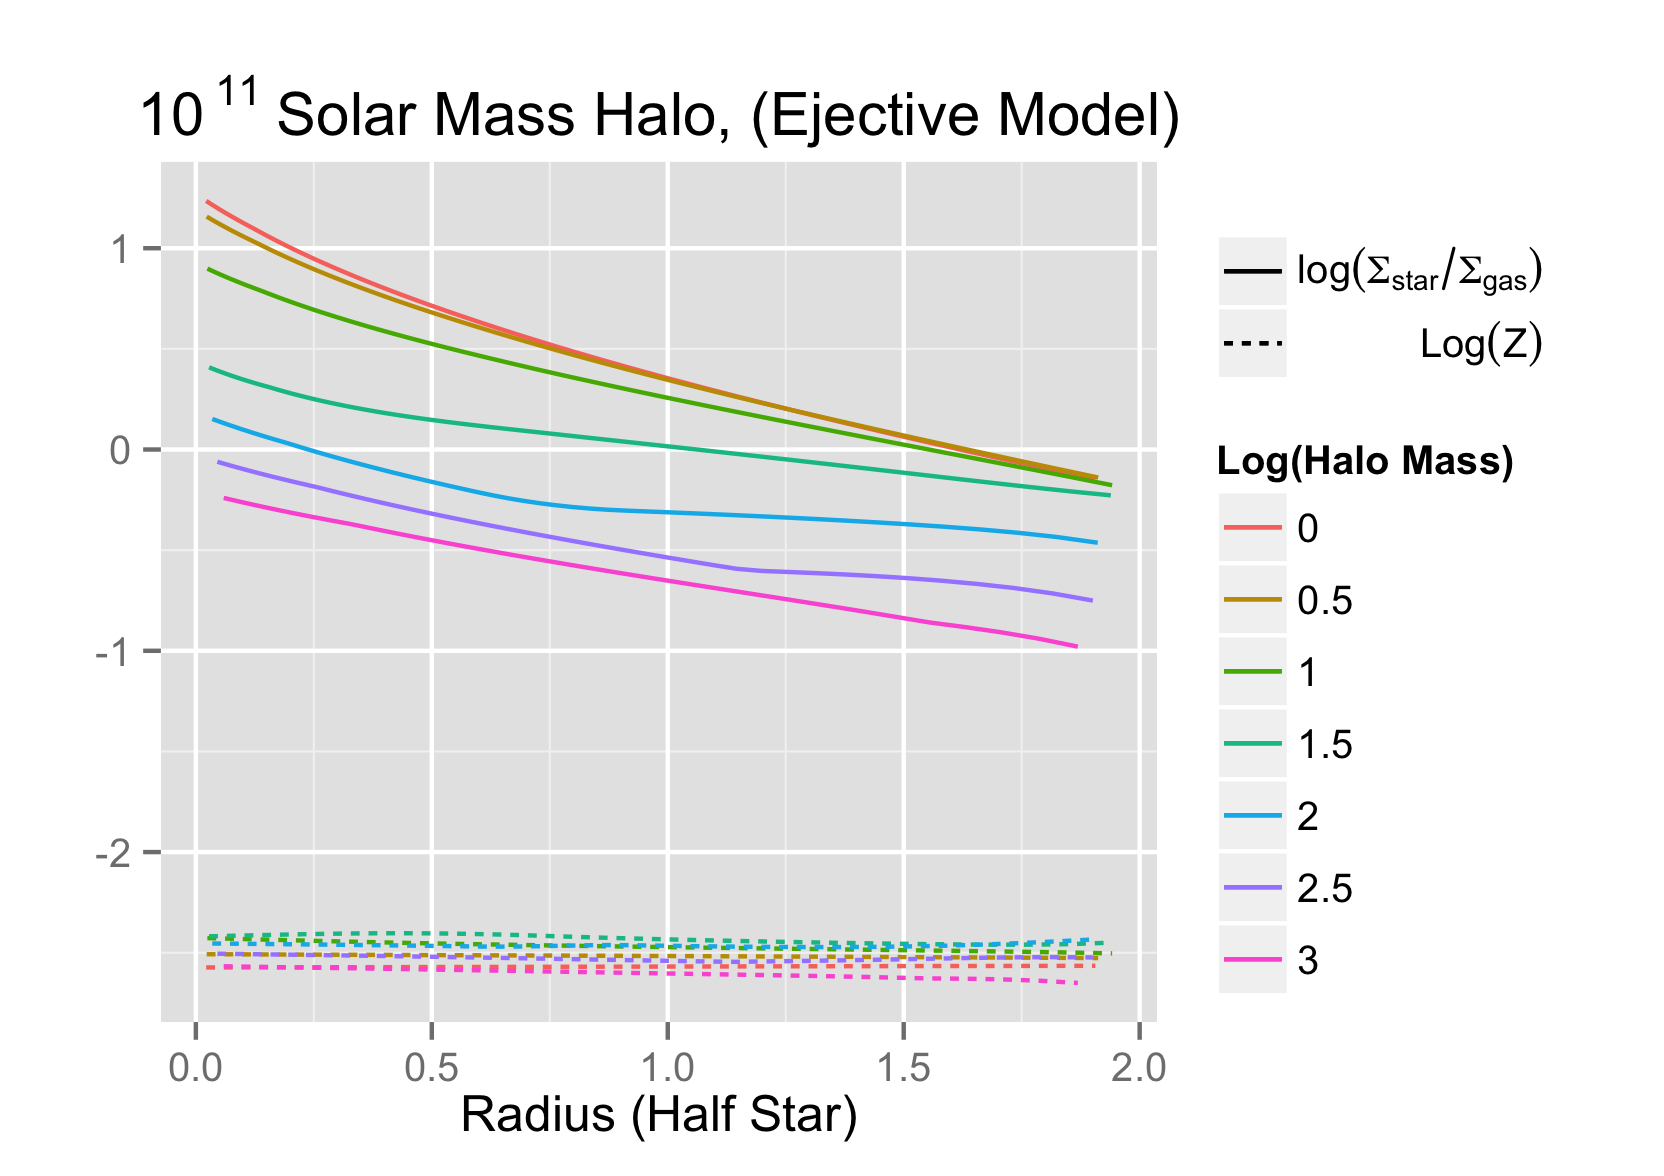 10 11 Solar Mass Halo, (Ejective Model)
1
0
-1
-2
0.0 0.5 1.0 1.5 2.0
Radius (Half Star)
log(Σstar/Σgas)
Log(Z)
Log(Halo Mass)
0
0.5
1
1.5
2
2.5
3